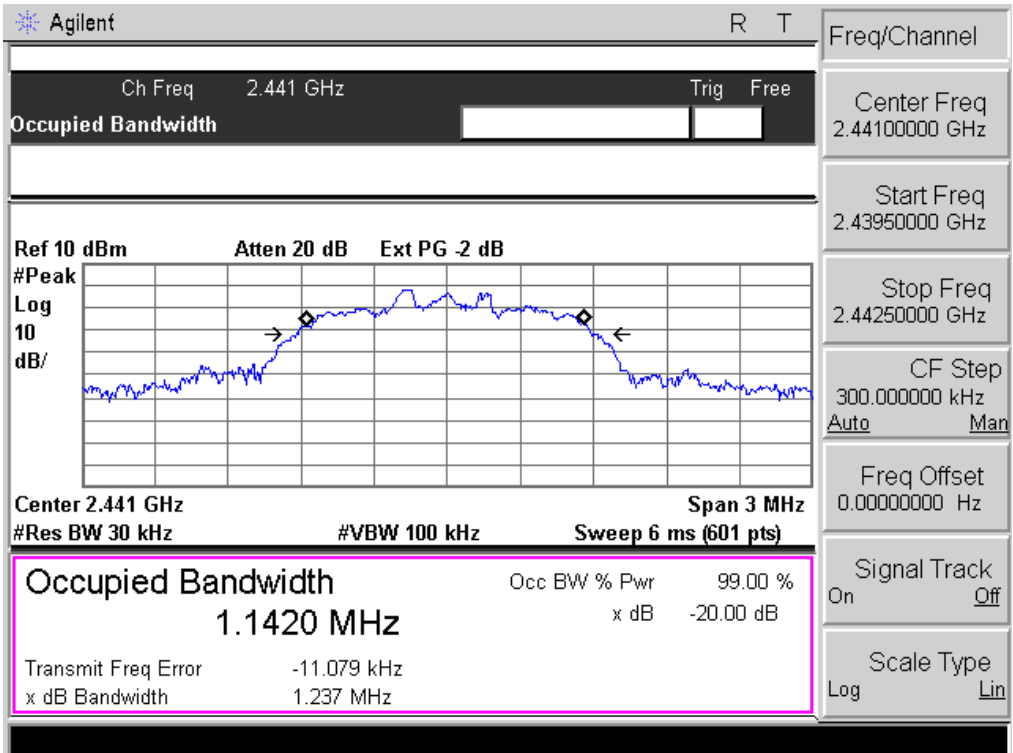 Agilent R T
Ch Freq 2.441 GHz Trig Free
Occupied Bandwidth
Ref 10 dBm Atten 20 dB Ext PG -2 dB
#Peak
Log
10
dB/
Center 2.441 GHz Span 3 MHz
#Res BW 30 kHz #VBW 100 kHz Sweep 6 ms (601 pts)
Occupied Bandwidth Occ BW % Pwr 99.00 %
1.1420 MHz x dB -20.00 dB
Transmit Freq Error -11.079 kHz
x dB Bandwidth 1.237 MHz
Freq/Channel
Center Freq
2.44100000 GHz
Start Freq
2.43950000 GHz
Stop Freq
2.44250000 GHz
CF Step
300.000000 kHz
Auto Man
Freq Offset
0.00000000 Hz
Signal Track
On Off
Scale Type
Log Lin